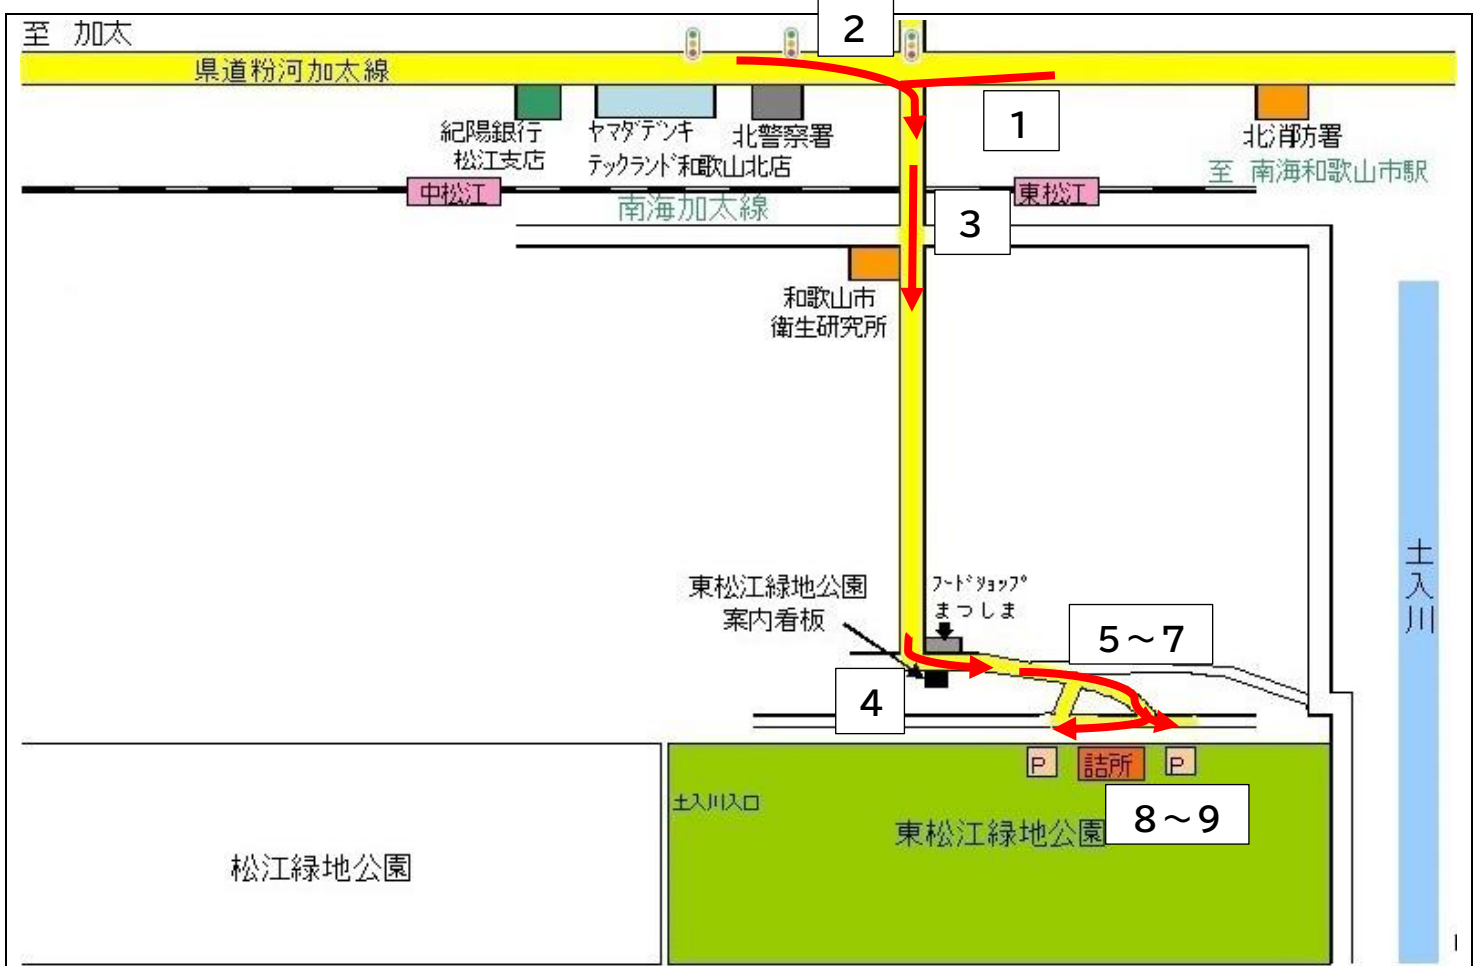 2
至 加太
県道粉河加太線
1
紀陽銀行
松江支店
ヤマダデンキ
テックランド和歌山北店
北警察署
北消防署
至 南海和歌山市駅
中松江
東松江
南海加太線
3
和歌山市
衛生研究所
土入川
東松江緑地公園
案内看板
フードショップ
まつしま
5～7
4
P
詰所
P
土入川入口
8～9
東松江緑地公園
松江緑地公園